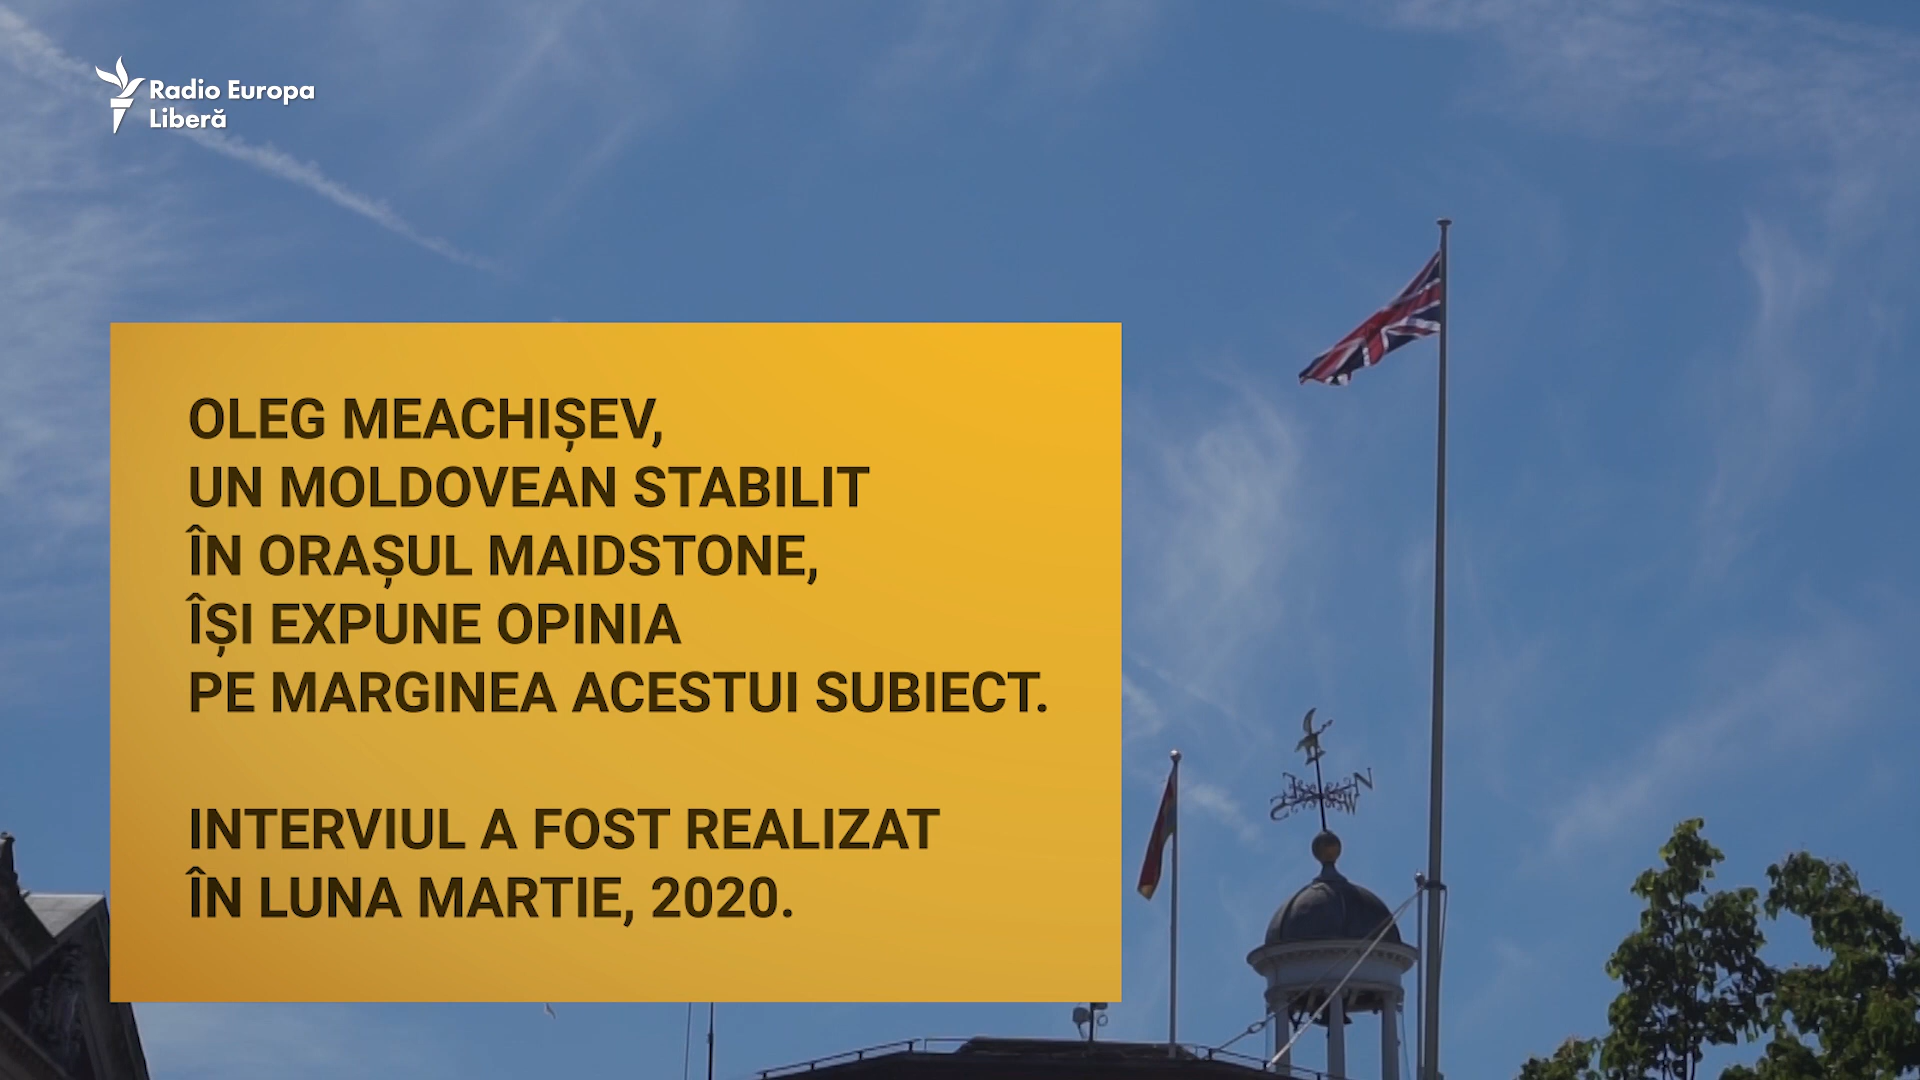 Radio Europa
Liberă
OLEG MEACHIȘEV,
UN MOLDOVEAN STABILIT
ÎN ORAȘUL MAIDSTONE,
ÎȘI EXPUNE OPINIA
PE MARGINEA ACESTUI SUBIECT.
INTERVIUL A FOST REALIZAT
ÎN LUNA MARTIE, 2020.
N
W